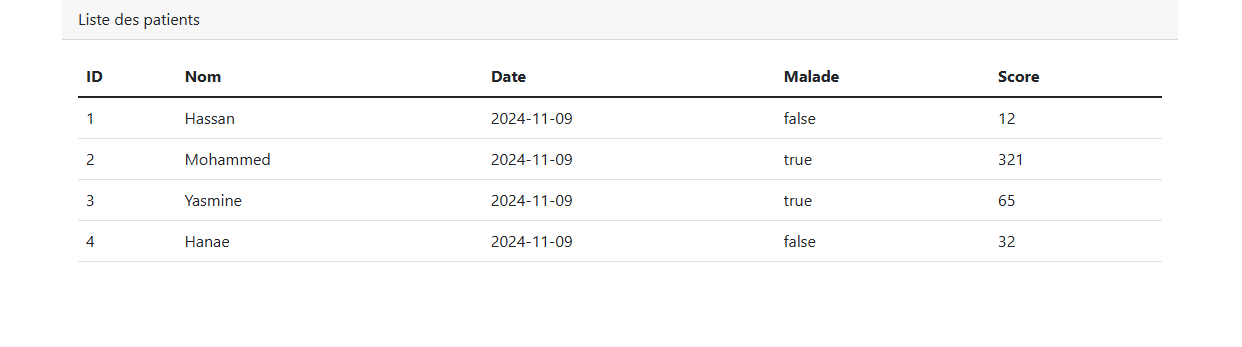 Liste des patients
ID Nom Date Malade Score
1 Hassan 2024-11-09 false 12
2 Mohammed 2024-11-09 true 321
3 Yasmine 2024-11-09 true 65
4 Hanae 2024-11-09 false 32